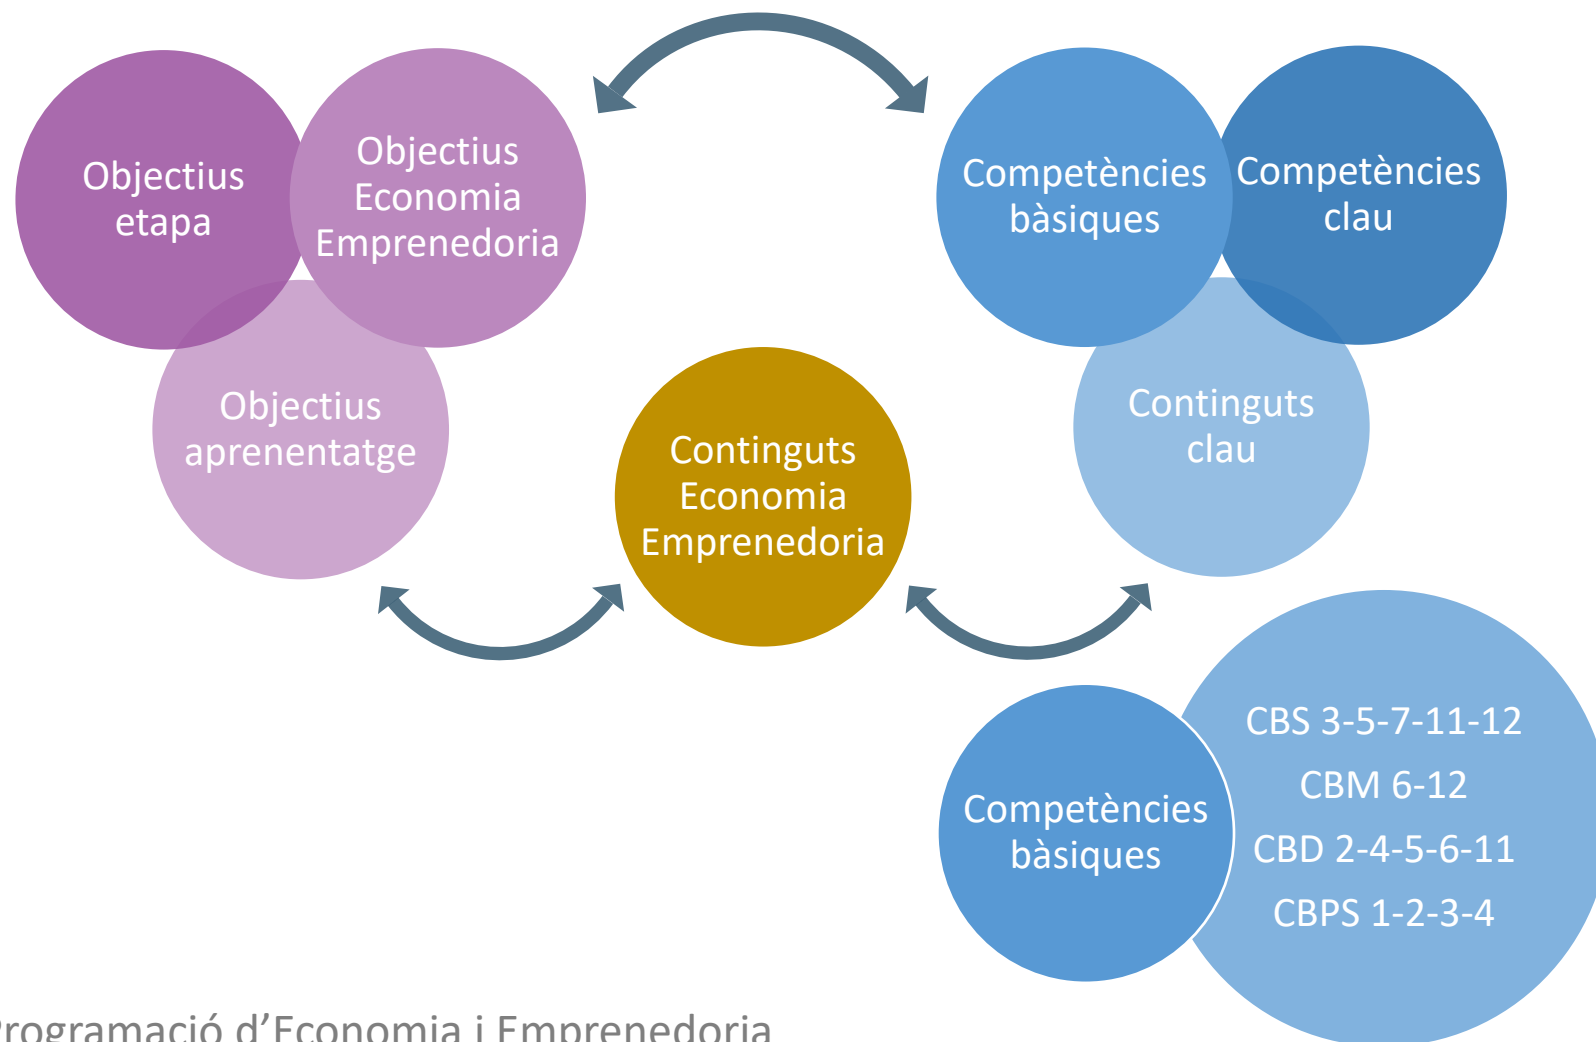 Objectius
etapa
Objectius
Economia
Emprenedoria
Objectius
aprenentatge
Continguts
Economia
Emprenedoria
Competències
bàsiques
Competències
clau
Continguts
clau
Competències
bàsiques
CBS 3-5-7-11-12
CBM 6-12
CBD 2-4-5-6-11
CBPS 1-2-3-4
Programació d’Economia i Emprenedoria